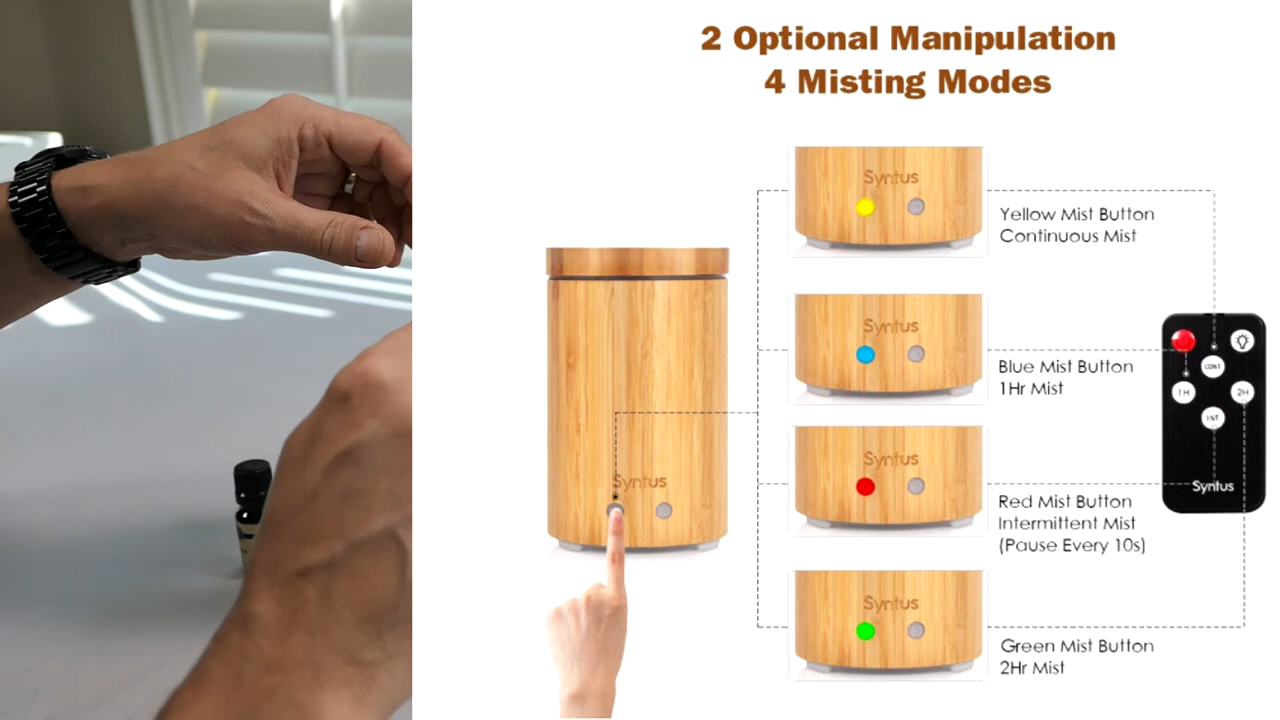 2 Optional Manipulation
4 Misting Modes
Syntus
Yellow Mist Button
Continuous Mist
Syntus
Blue Mist Button
1Hr Mist
CONT
1H
2H
INT
Syntus
Syntus
Syntus
Red Mist Button
Intermittent Mist
(Pause Every 10s)
Syntus
Green Mist Button
2Hr Mist